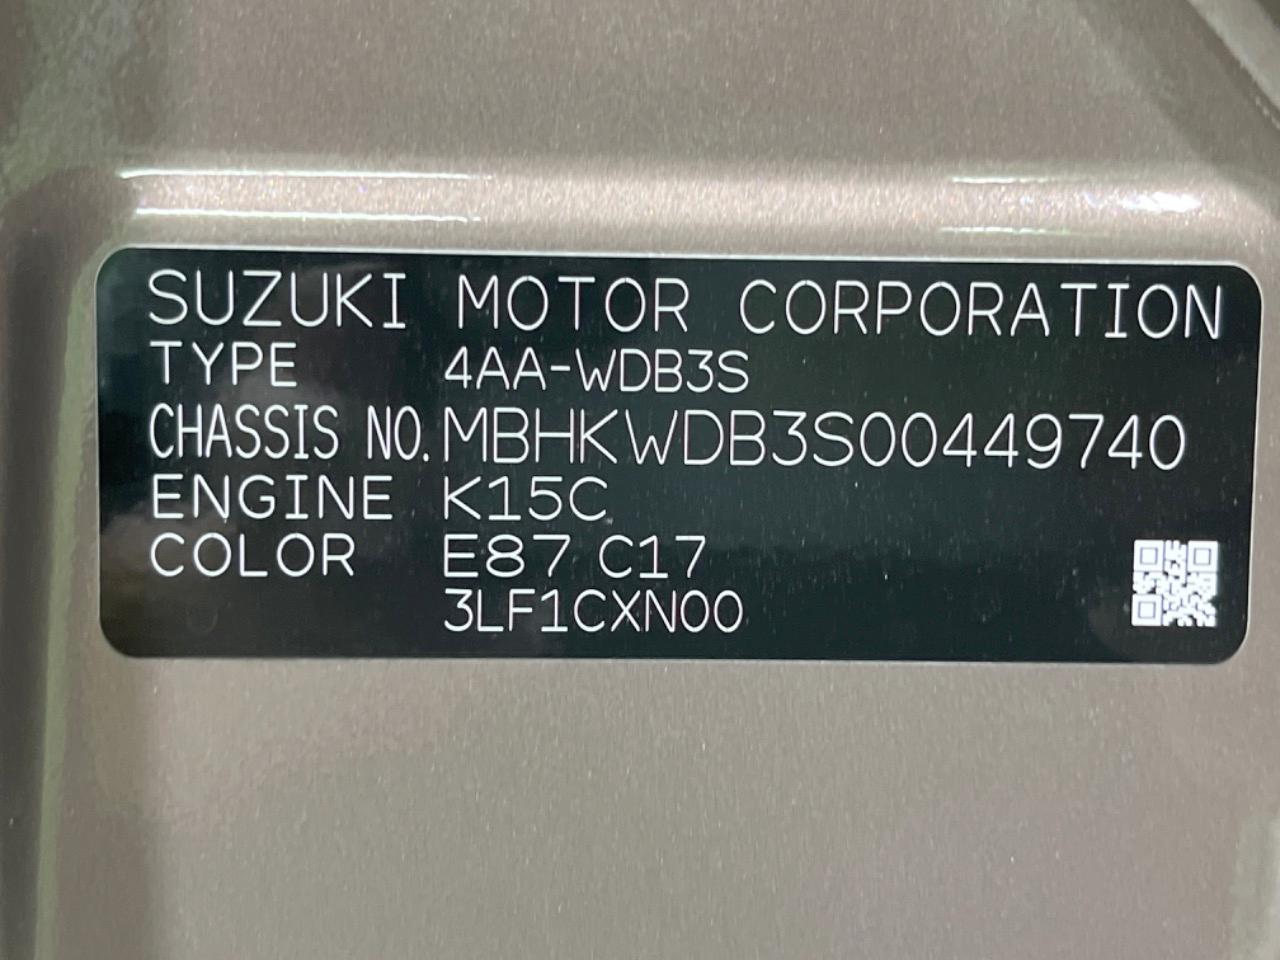 SUZUKI MOTOR CORPORATION
TYPE 4AA-WDB3S
CHASSIS NO. MBHKWDB3S00449740
ENGINE K15C
COLOR E87 C17
3LF1CXN00